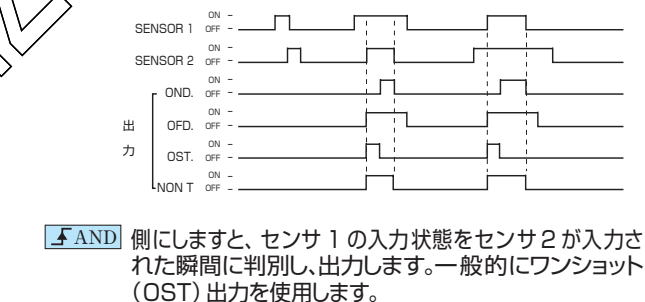 SENSOR 1 ON – OFF –
SENSOR 2 ON – OFF –
OND. ON – OFF –
出力
OFD. ON – OFF –
OST. ON – OFF –
NON T ON – OFF –
AND 側にしますと、センサ 1 の入力状態をセンサ 2 が入力さ
れた瞬間に判別し、出力します。一般的にワンショット
（OST）出力を使用します。